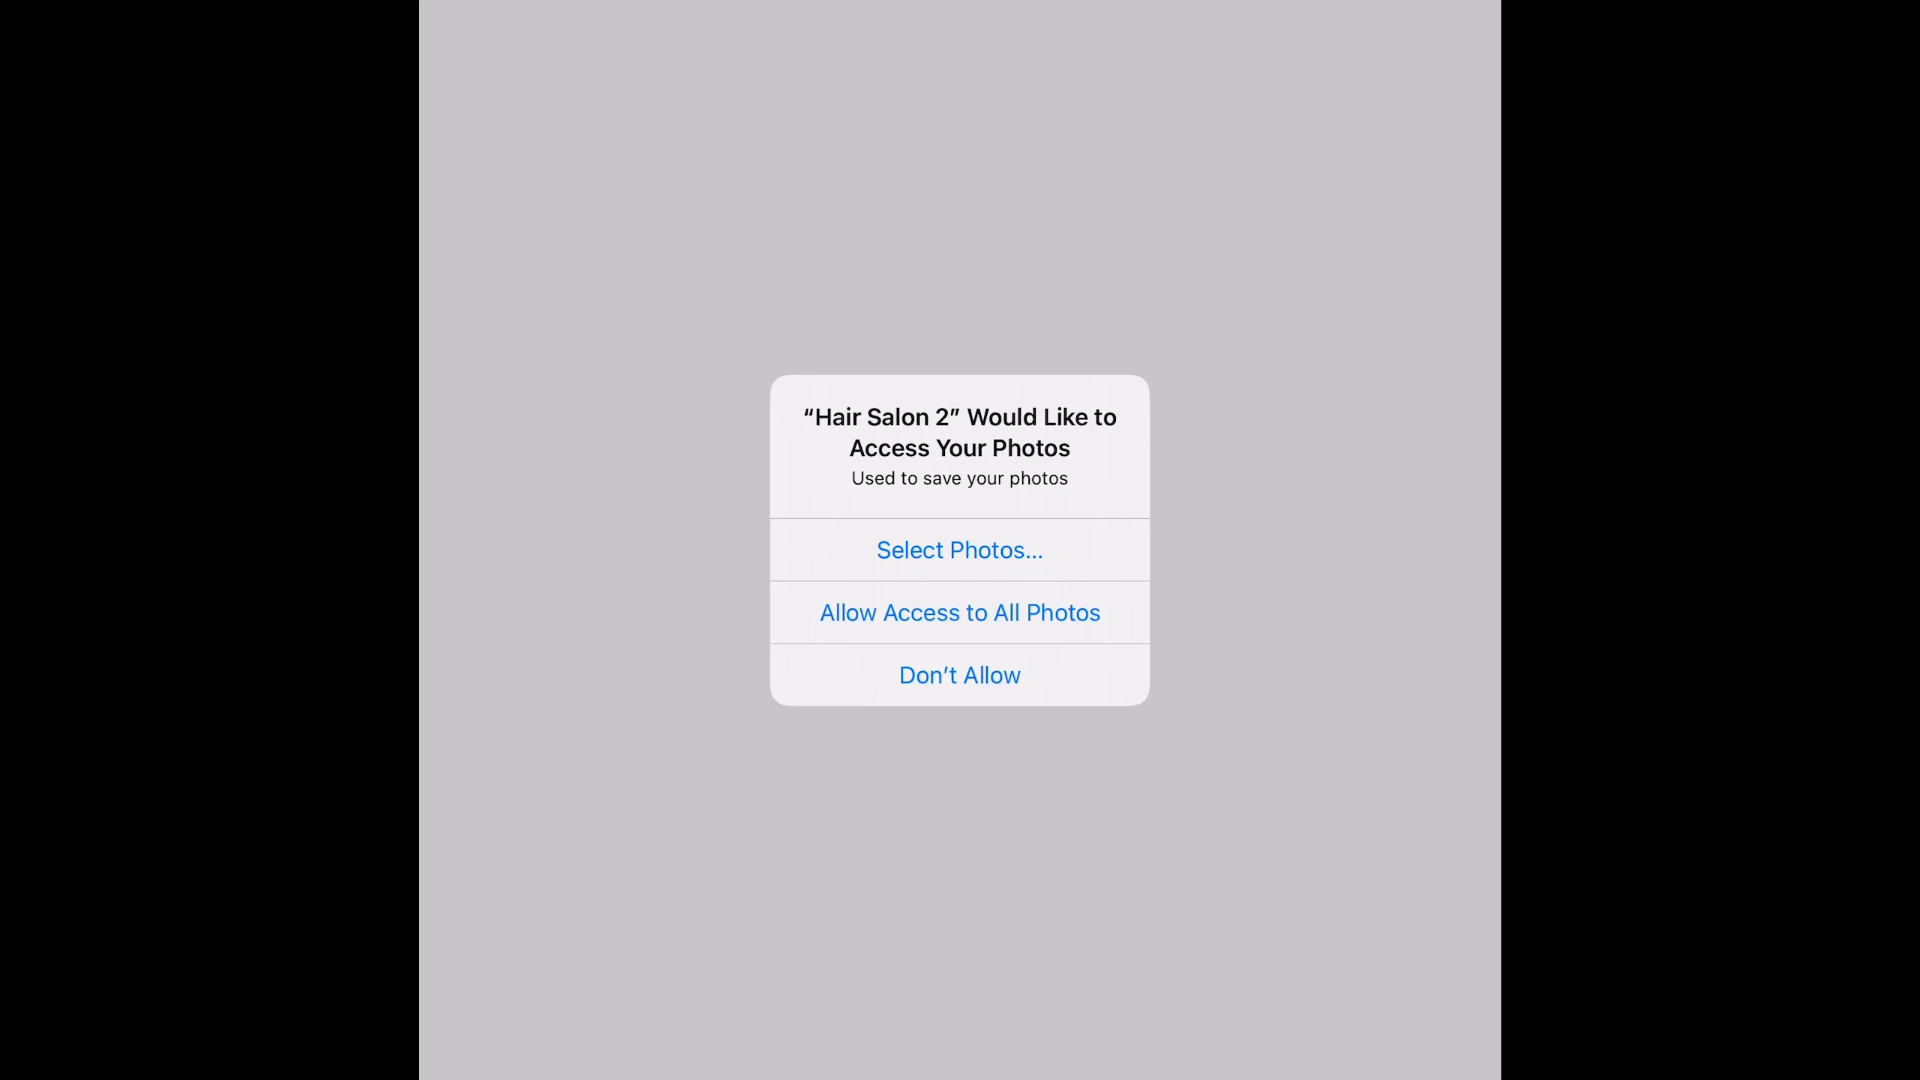 “Hair Salon 2” Would Like to
Access Your Photos
Used to save your photos
Select Photos...
Allow Access to All Photos
Don’t Allow